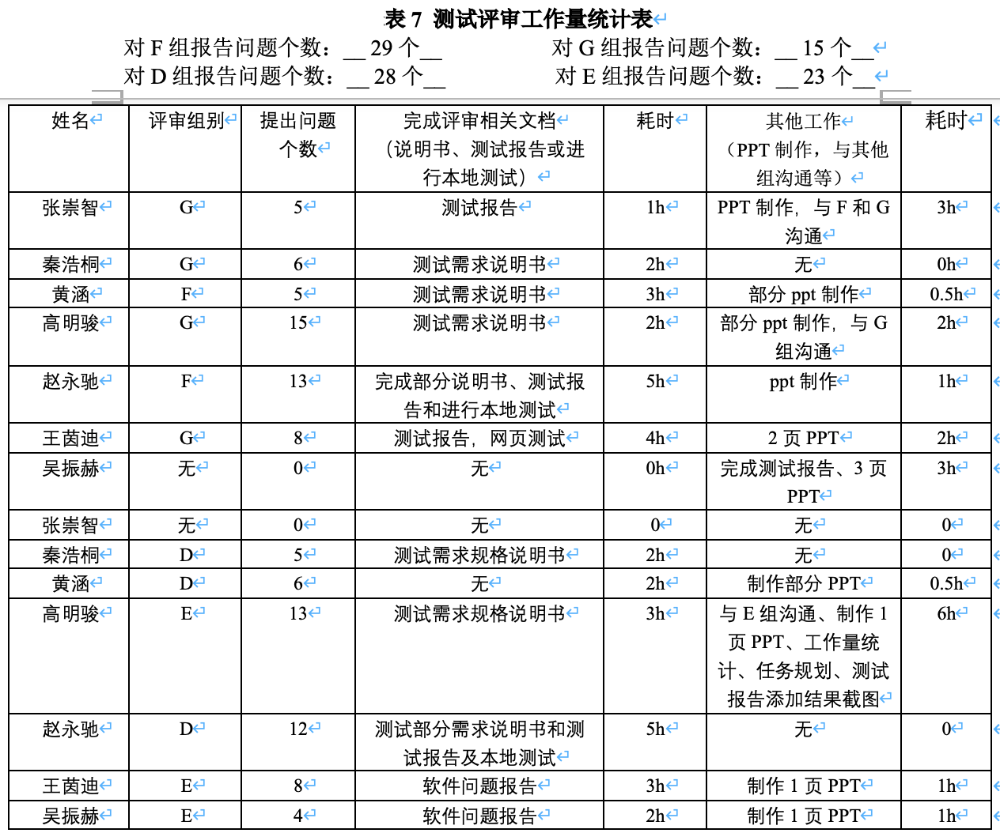 表 7 测试评审工作量统计表
对 F 组报告问题个数：__ 29 个__ 对 G 组报告问题个数：__ 15 个__
对 D 组报告问题个数：__ 28 个__ 对 E 组报告问题个数：__ 23 个__
姓名 评审组别 提出问题 完成评审相关文档 耗时 其他工作 耗时
个数 （说明书、测试报告或进 （PPT 制作，与其他
行本地测试） 组沟通等）
张崇智 G 5 测试报告 1h PPT 制作，与 F 和 G 3h
沟通
秦浩桐 G 6 测试需求说明书 2h 无 0h
黄涵 F 5 测试需求说明书 3h 部分 ppt 制作 0.5h
高明骏 G 15 测试需求说明书 2h 部分 ppt 制作，与 G 2h
组沟通
赵永驰 F 13 完成部分说明书、测试报 5h ppt 制作 1h
告和进行本地测试
王茵迪 G 8 测试报告，网页测试 4h 2 页 PPT 2h
吴振赫 无 0 无 0h 完成测试报告、3 页 3h
PPT
张崇智 无 0 无 0 无 0
秦浩桐 D 5 测试需求规格说明书 2h 无 0
黄涵 D 6 无 2h 制作部分 PPT 0.5h
高明骏 E 13 测试需求规格说明书 3h 与 E 组沟通、制作 1 6h
页 PPT、工作量统
计、任务规划、测试
报告添加结果截图
赵永驰 D 12 测试部分需求说明书和测 5h 无 0
试报告及本地测试
王茵迪 E 8 软件问题报告 3h 制作 1 页 PPT 1h
吴振赫 E 4 软件问题报告 2h 制作 1 页 PPT 1h